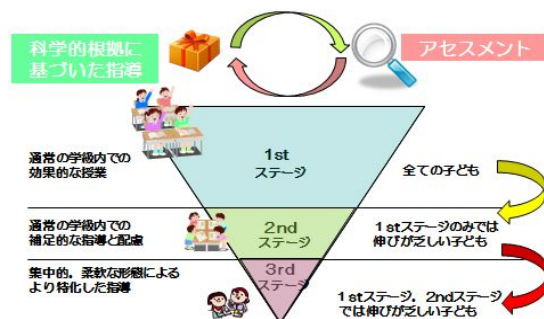 科学的根拠に
基づいた指導
アセスメント
1st
ステージ
通常の学級内での
効果的な授業
全ての子ども
2nd
ステージ
通常の学級内での
補足的な指導と配慮
1stステージのみでは
伸びが乏しい子ども
3rd
ステージ
集中的，柔軟な形態による
より特化した指導
1stステージ，2ndステージ
では伸びが乏しい子ども